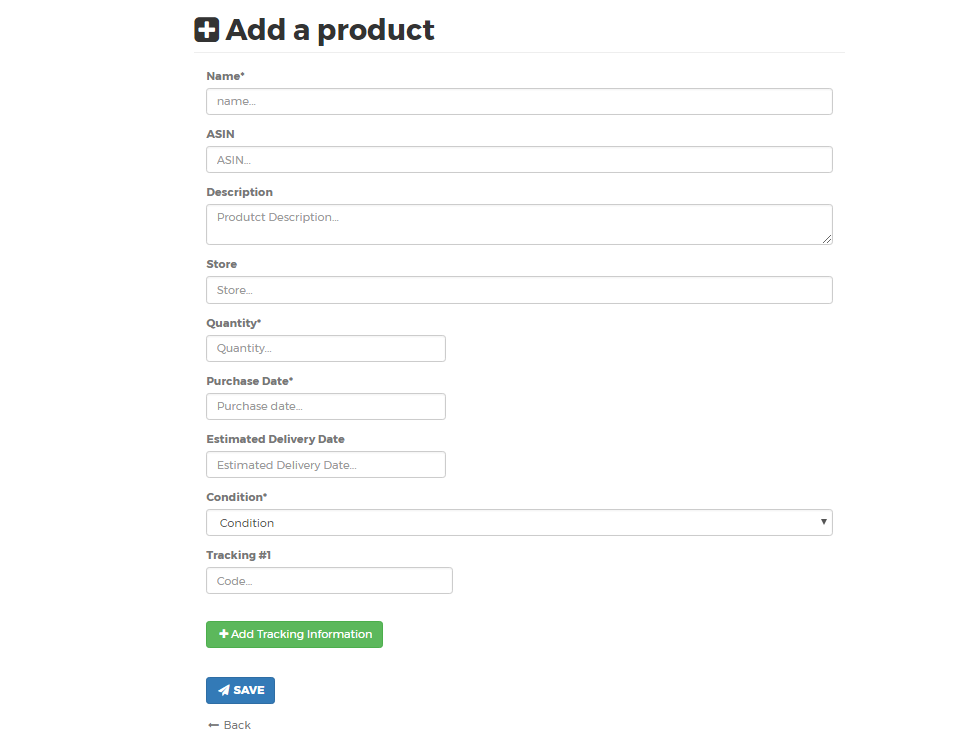 Add a product
Name*
name...
ASIN
ASIN...
Description
Produtct Description...
Store
Store...
Quantity*
Quantity...
Purchase Date*
Purchase date...
Estimated Delivery Date
Estimated Delivery Date...
Condition*
Condition
Tracking #1
Code...
Add Tracking Information
SAVE
Back